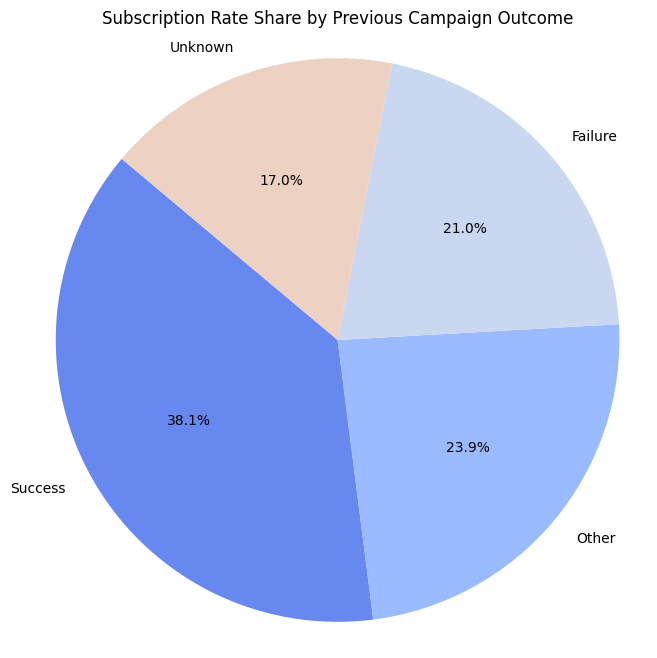 Subscription Rate Share by Previous Campaign Outcome
Unknown
Failure
17.0%
21.0%
38.1%
23.9%
Success
Other